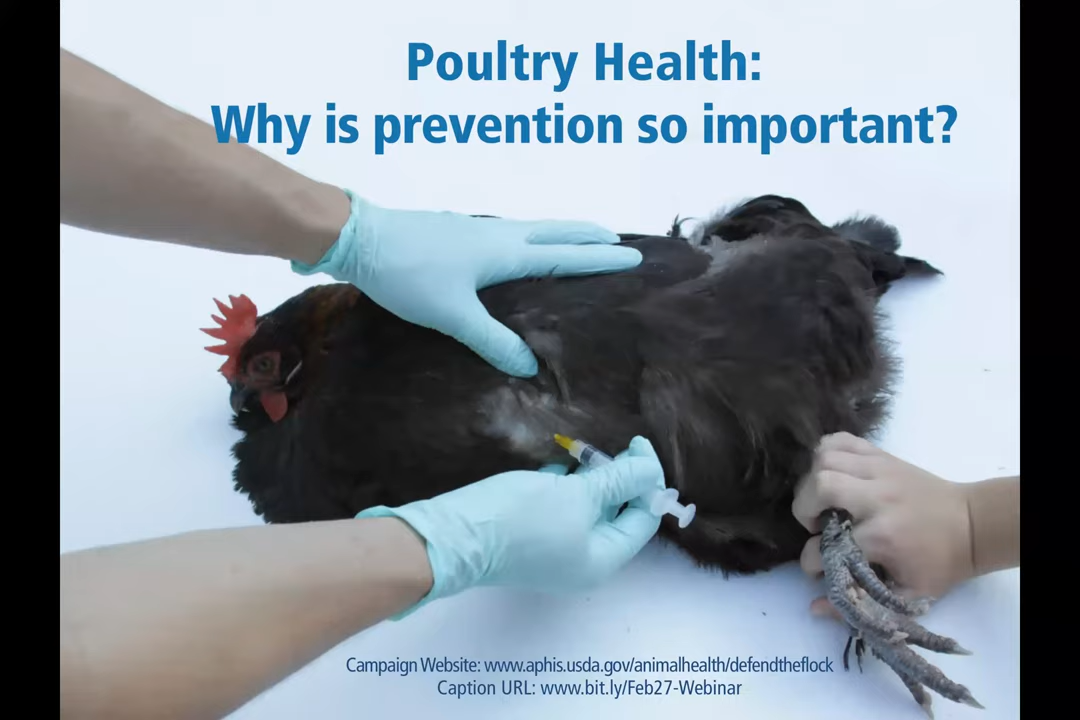 Poultry Health:
Why is prevention so important?
Campaign Website: www.aphis.usda.gov/animalhealth/defendtheflock
Caption URL: www.bit.ly/Feb27-Webinar